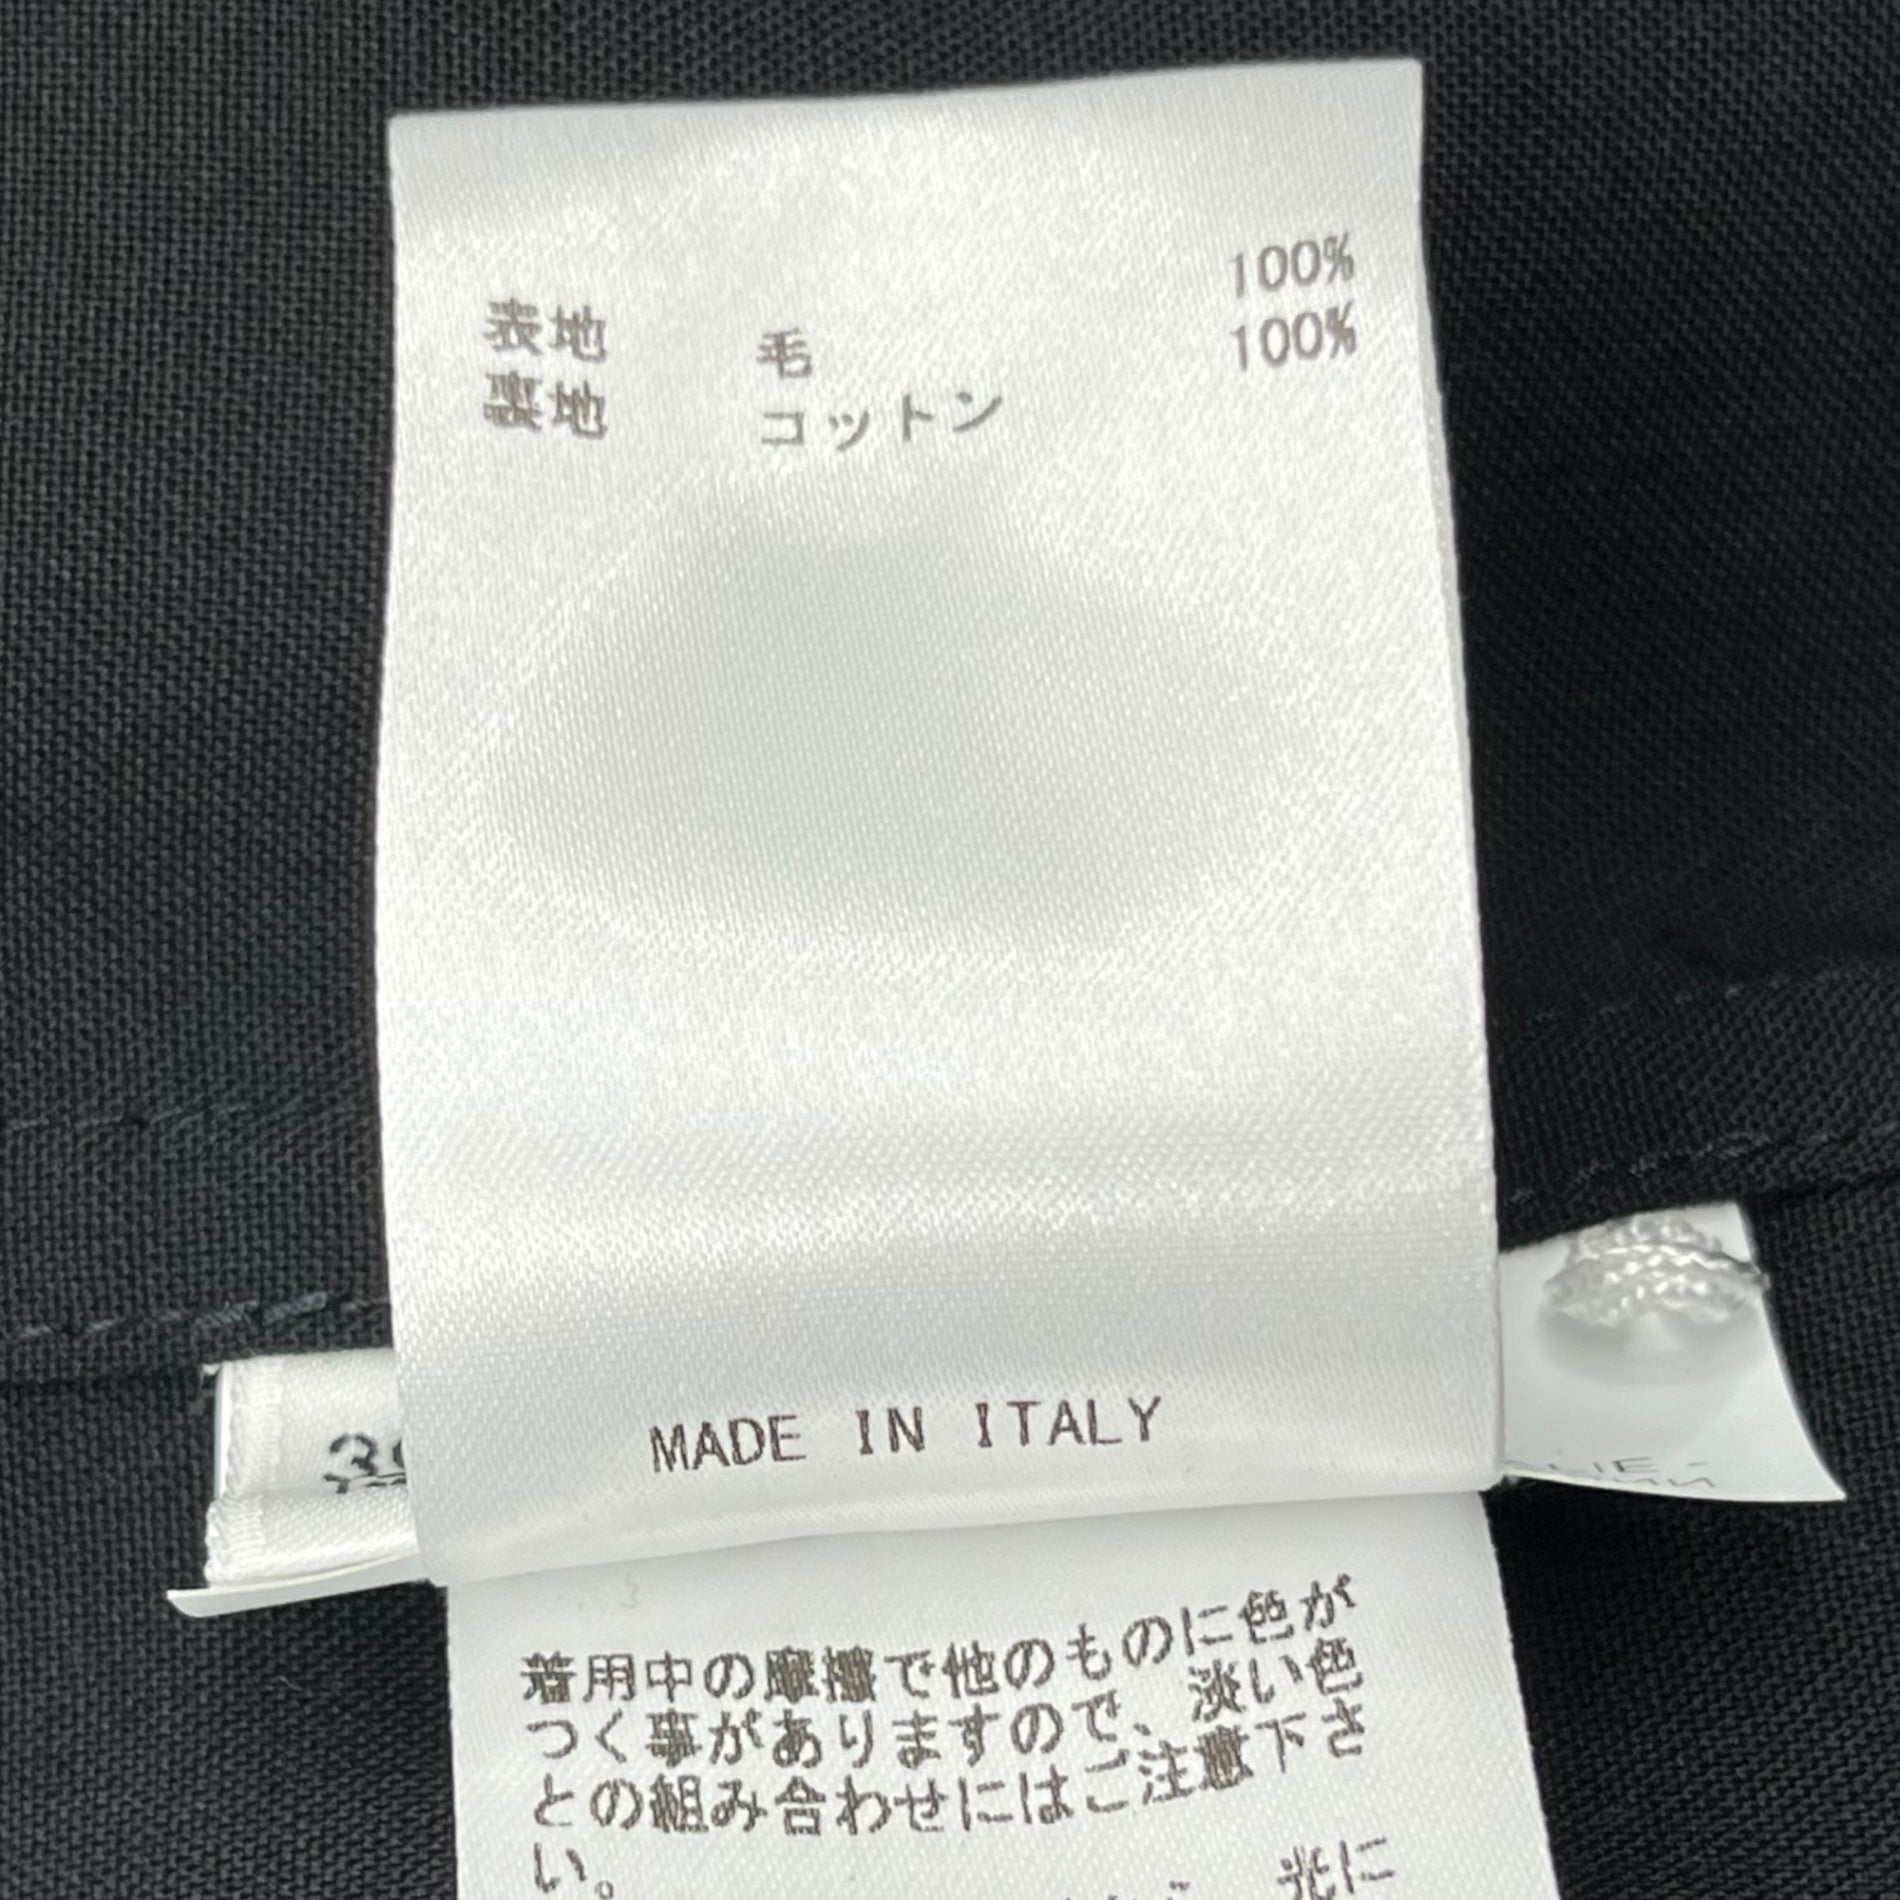 表地 毛 100%
裏地 コットン 100%
MADE IN ITALY
着用中の摩擦で他のものに色が
つく事がありますので、淡い色
との組み合わせにはご注意下さ
い。
光に